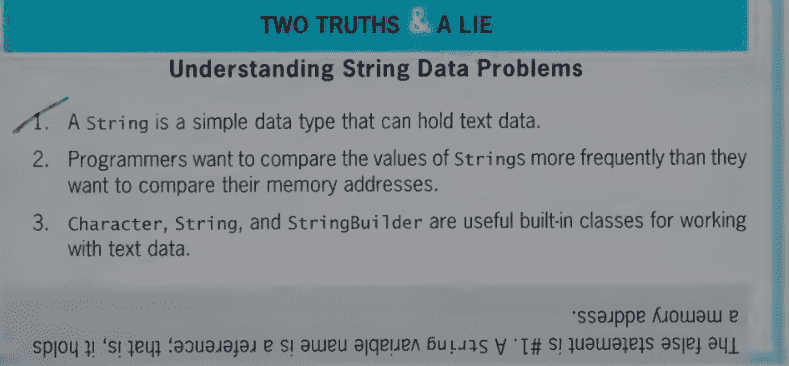 TWO TRUTHS & A LIE
Understanding String Data Problems
1. A String is a simple data type that can hold text data.
2. Programmers want to compare the values of Strings more frequently than they
want to compare their memory addresses.
3. Character, String, and StringBuilder are useful built-in classes for working
with text data.
The false statement is #1. A String variable name is a reference; that is, it holds
a memory address.